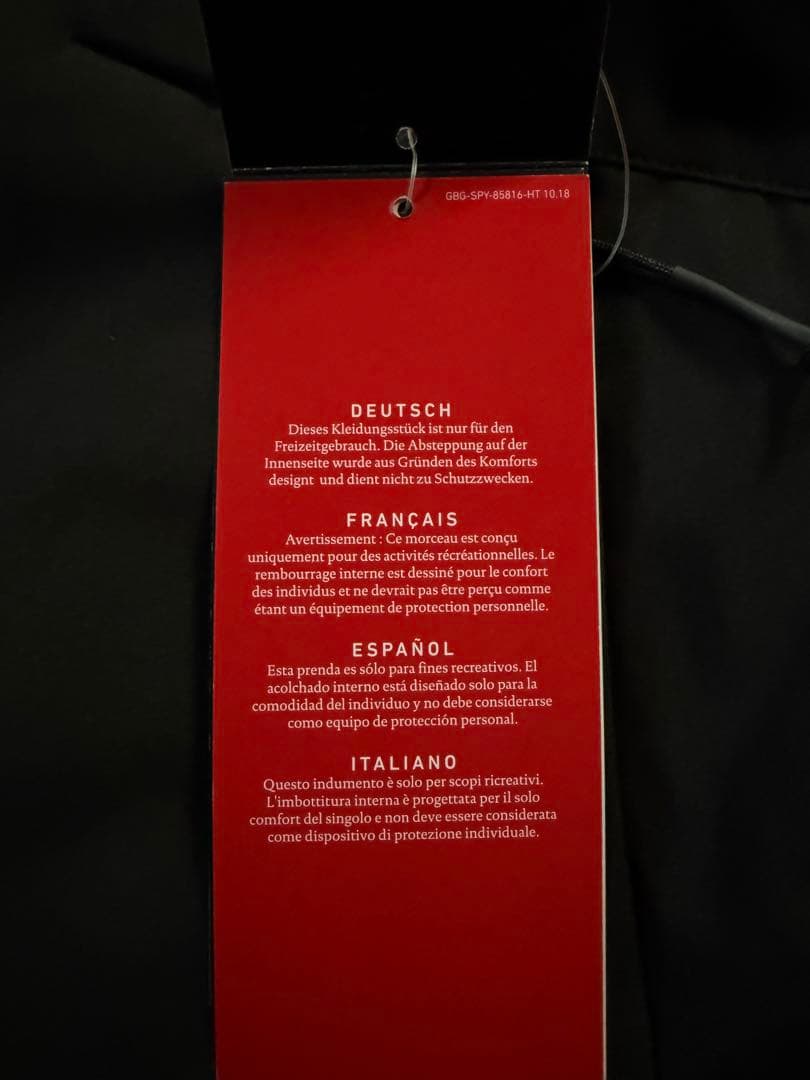 GBG-SPY-85816-HT 10.18
DEUTSCH
Dieses Kleidungsstück ist nur für den
Freizeitgebrauch. Die Absteppung auf der
Innenseite wurde aus Gründen des Komforts
designt und dient nicht zu Schutzzwecken.
FRANÇAIS
Avertissement : Ce morceau est conçu
uniquement pour des activités récréationnelles. Le
rembourrage interne est dessiné pour le confort
des individus et ne devrait pas être perçu comme
étant un équipement de protection personnelle.
ESPAÑOL
Esta prenda es sólo para fines recreativos. El
acolchado interno está diseñado solo para la
comodidad del individuo y no debe considerarse
como equipo de protección personal.
ITALIANO
Questo indumento è solo per scopi ricreativi.
L'imbottitura interna è progettata per il solo
comfort del singolo e non deve essere considerata
come dispositivo di protezione individuale.